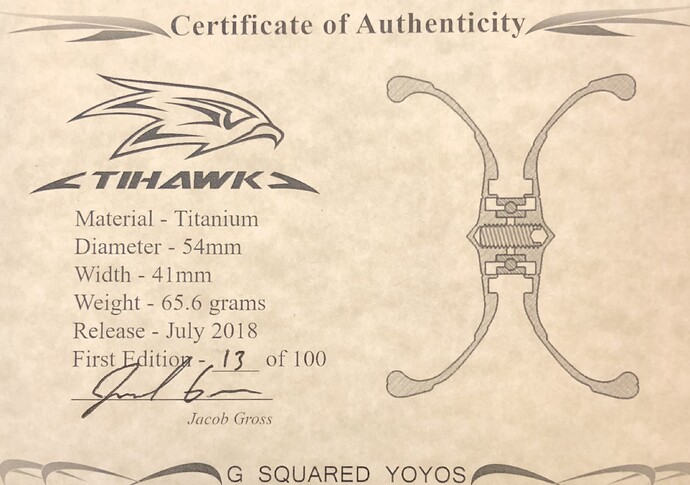 Certificate of Authenticity
TIHAWK
Material - Titanium
Diameter - 54mm
Width - 41mm
Weight - 65.6 grams
Release - July 2018
First Edition - 13 of 100
Jacob Gross
G SQUARED YOYOS